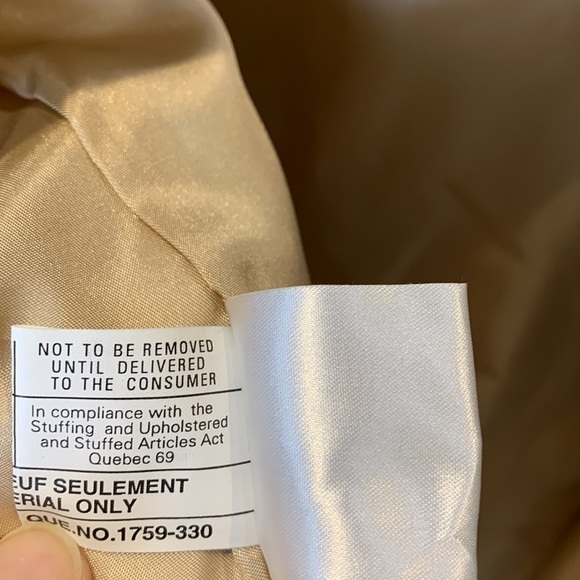 NOT TO BE REMOVED
UNTIL DELIVERED
TO THE CONSUMER
In compliance with the
Stuffing and Upholstered
and Stuffed Articles Act
Quebec 69
EUF SEULEMENT
ERIAL ONLY
QUE.NO.1759-330